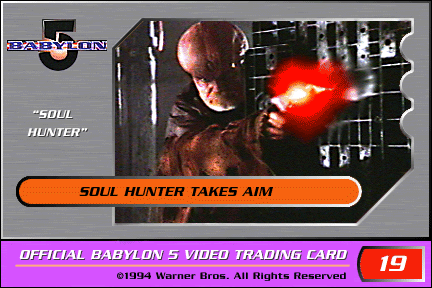 5
BABYLON
"SOUL
HUNTER"
SOUL HUNTER TAKES AIM
OFFICIAL BABYLON 5 VIDEO TRADING CARD
19
©1994 Warner Bros. All Rights Reserved